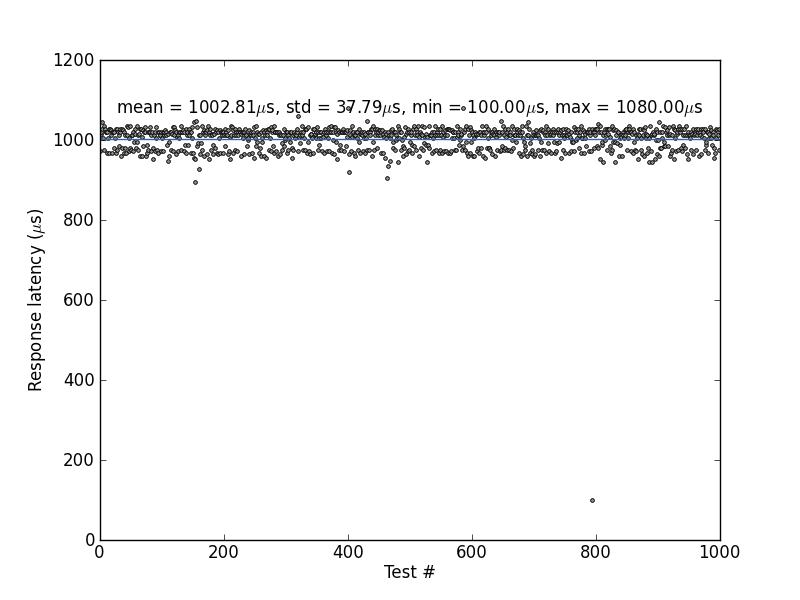 1200
mean = 1002.81μs, std = 37.79μs, min = 100.00μs, max = 1080.00μs
1000
800
600
400
200
0
Response latency (μs)
0 200 400 600 800 1000
Test #